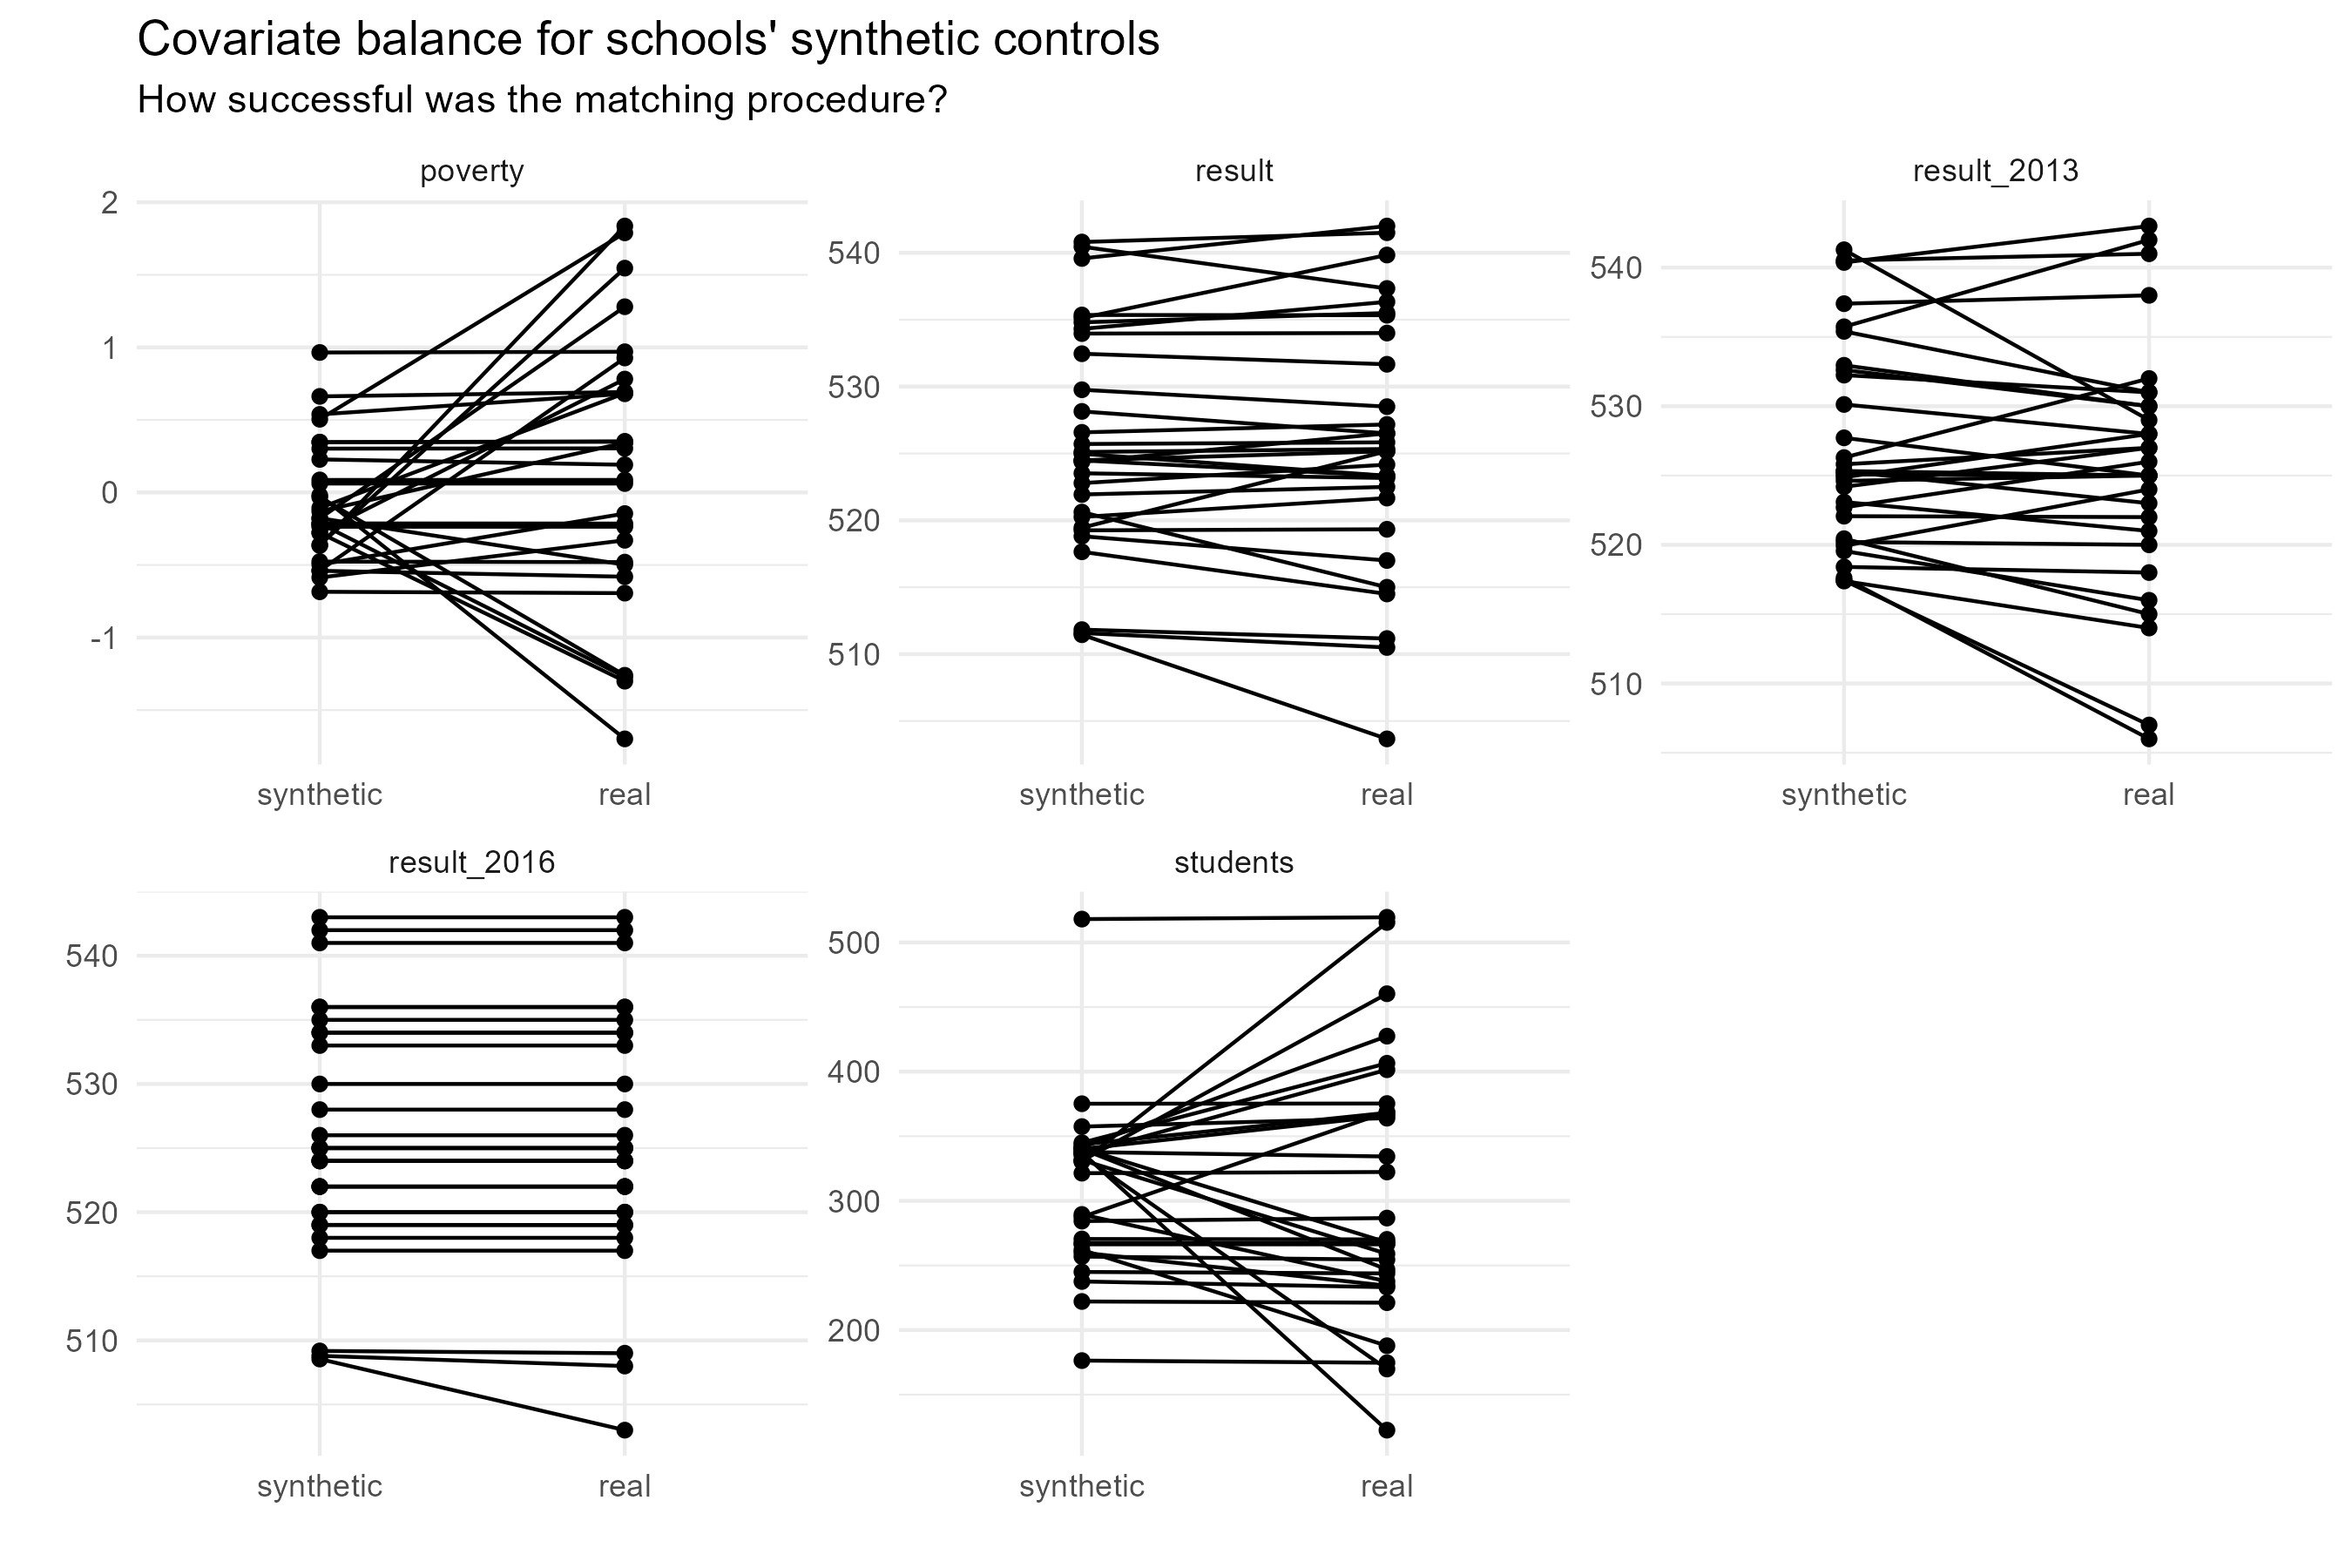 Covariate balance for schools' synthetic controls
How successful was the matching procedure?
poverty
2
1
0
-1
synthetic real
result
540
530
520
510
synthetic real
result_2013
540
530
520
510
synthetic real
result_2016
540
530
520
510
synthetic real
students
500
400
300
200
synthetic real